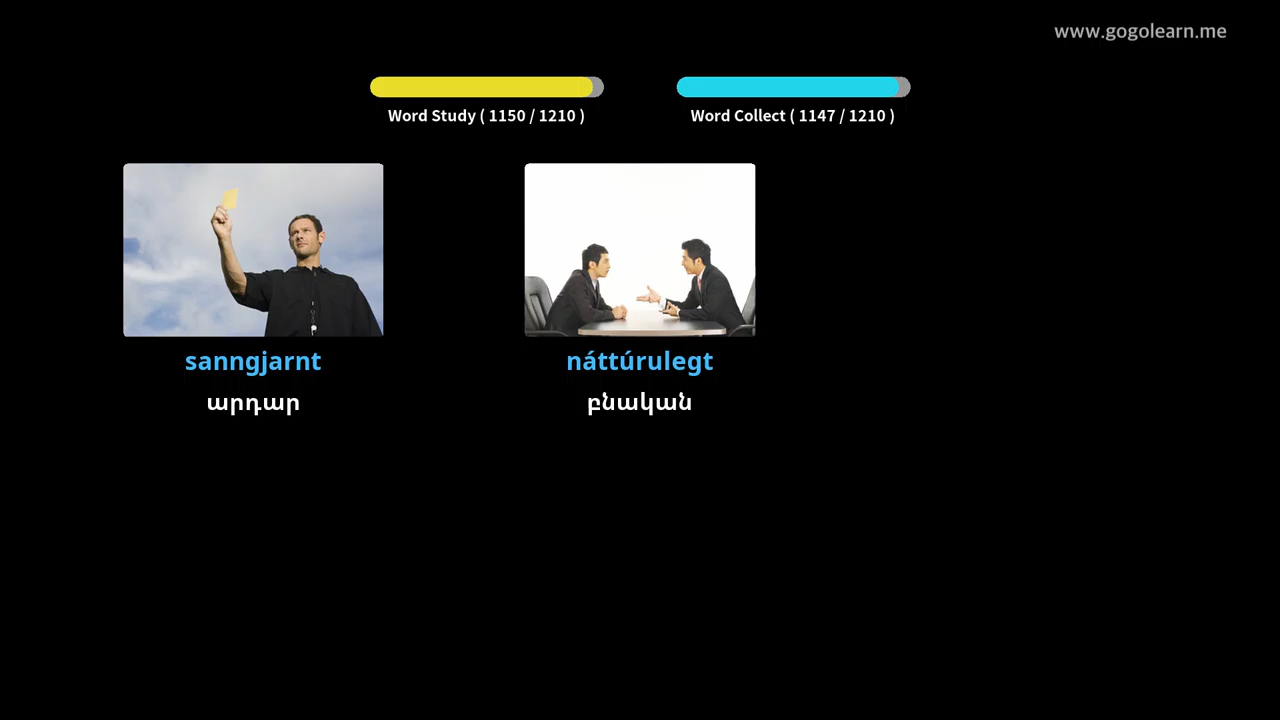 www.gogolearn.me
Word Study ( 1150 / 1210 )
Word Collect ( 1147 / 1210 )
sanngjarnt
náttúrulegt
արդար
բնական